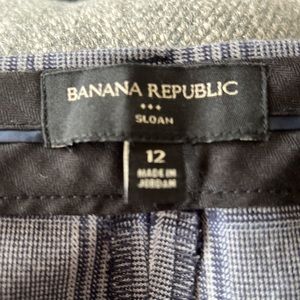 BANANA REPUBLIC
SLOAN
12
MADE IN
JORDAN